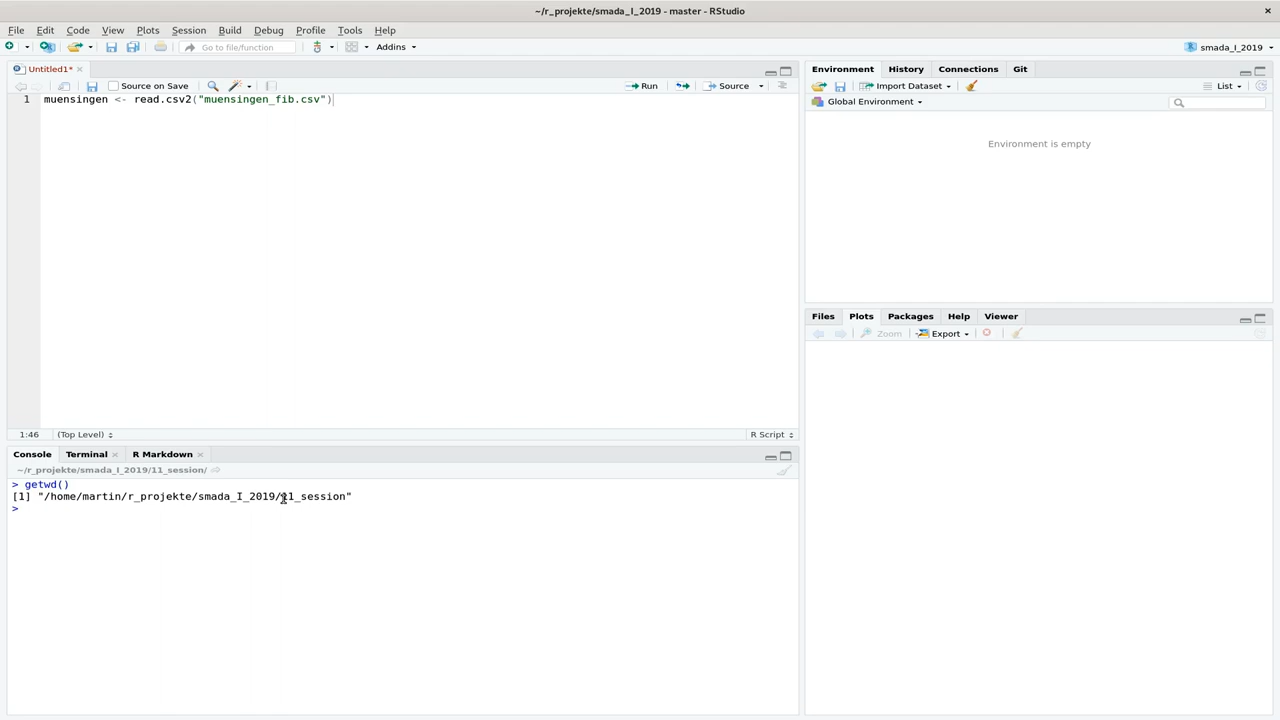 ~/r_projekte/smada_I_2019 - master - RStudio
File Edit Code View Plots Session Build Debug Profile Tools Help
Go to file/function Addins smada_I_2019
Untitled1*
Source on Save Run Source
1 muensingen <- read.csv2("muensingen_fib.csv")
1:46 (Top Level) R Script
Console Terminal R Markdown
~/r_projekte/smada_I_2019/11_session/
> getwd()
[1] "/home/martin/r_projekte/smada_I_2019/11_session"
>
Environment History Connections Git
Import Dataset List
Global Environment
Environment is empty
Files Plots Packages Help Viewer
Zoom Export